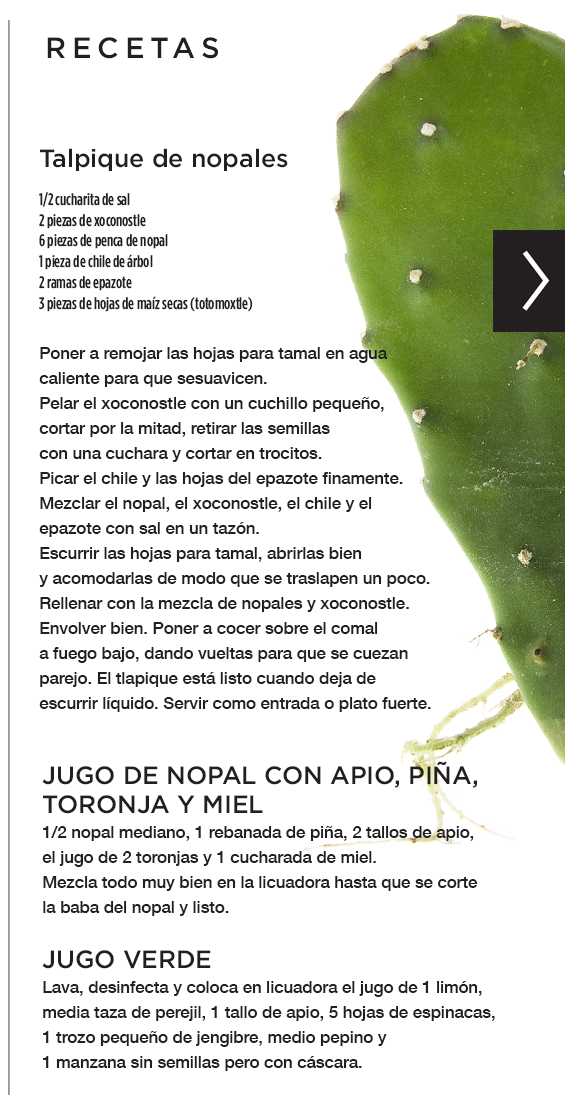 RECETAS
Talpique de nopales
1/2 cucharita de sal
2 piezas de xoconostle
6 piezas de penca de nopal
1 pieza de chile de árbol
2 ramas de epazote
3 piezas de hojas de maíz secas (totomoxtle)
Poner a remojar las hojas para tamal en agua
caliente para que sesuavicen.
Pelar el xoconostle con un cuchillo pequeño,
cortar por la mitad, retirar las semillas
con una cuchara y cortar en trocitos.
Picar el chile y las hojas del epazote finamente.
Mezclar el nopal, el xoconostle, el chile y el
epazote con sal en un tazón.
Escurrir las hojas para tamal, abrirlas bien
y acomodarlas de modo que se traslapen un poco.
Rellenar con la mezcla de nopales y xoconostle.
Envolver bien. Poner a cocer sobre el comal
a fuego bajo, dando vueltas para que se cuezan
parejo. El tlapique está listo cuando deja de
escurrir líquido. Servir como entrada o plato fuerte.
JUGO DE NOPAL CON APIO, PIÑA,
TORONJA Y MIEL
1/2 nopal mediano, 1 rebanada de piña, 2 tallos de apio,
el jugo de 2 toronjas y 1 cucharada de miel.
Mezcla todo muy bien en la licuadora hasta que se corte
la baba del nopal y listo.
JUGO VERDE
Lava, desinfecta y coloca en licuadora el jugo de 1 limón,
media taza de perejil, 1 tallo de apio, 5 hojas de espinacas,
1 trozo pequeño de jengibre, medio pepino y
1 manzana sin semillas pero con cáscara.